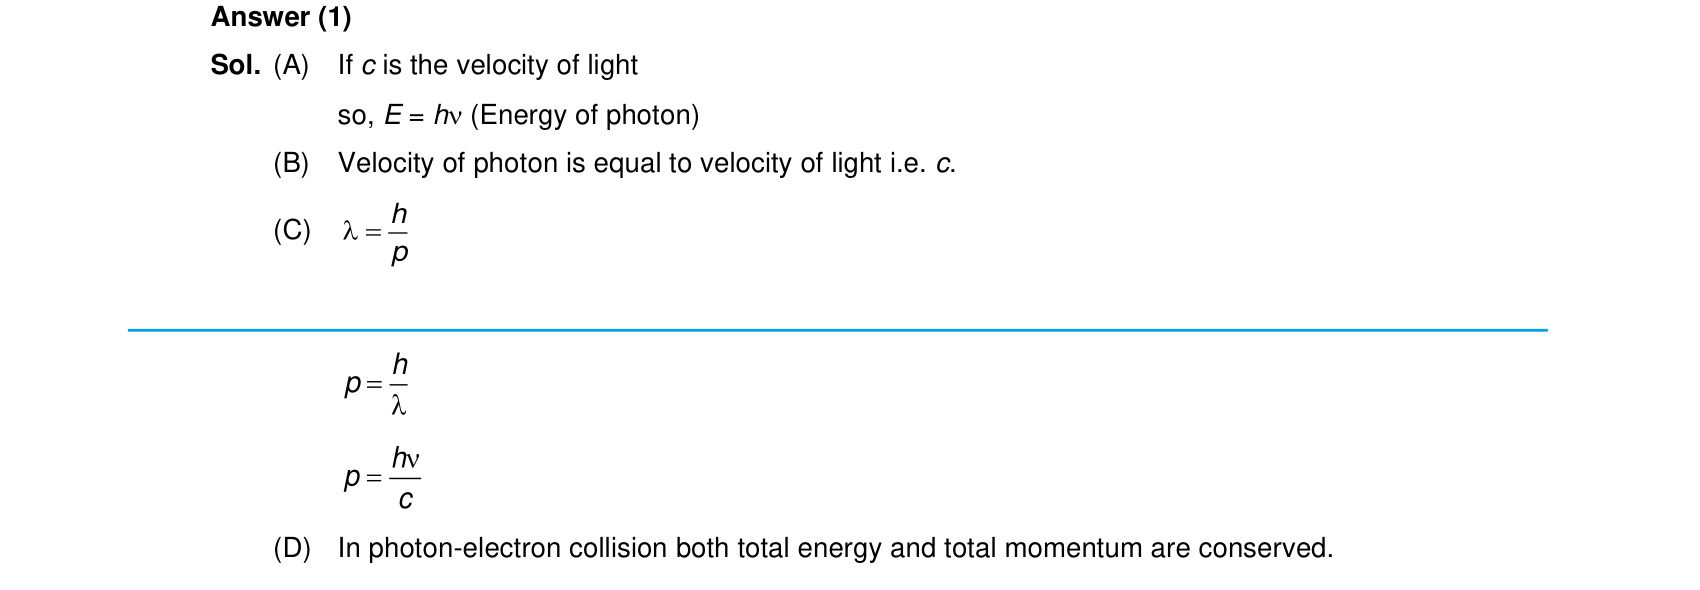 Answer (1)
Sol. (A) If c is the velocity of light
so, E = hν (Energy of photon)
(B) Velocity of photon is equal to velocity of light i.e. c.
(C) λ = h/p
p = h/λ
p = hν/c
(D) In photon-electron collision both total energy and total momentum are conserved.